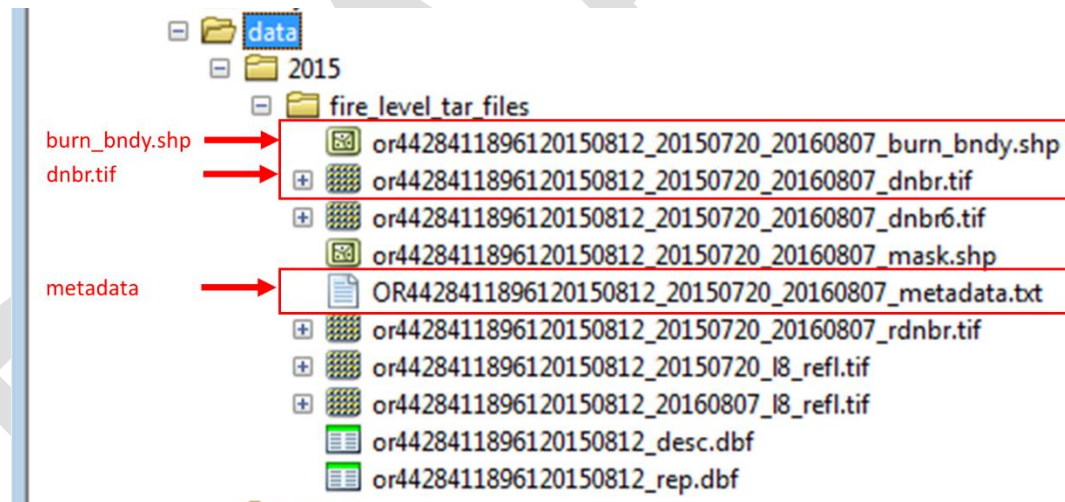 data
2015
fire_level_tar_files
burn_bndy.shp or4428411896120150812_20150720_20160807_burn_bndy.shp
dnbr.tif or4428411896120150812_20150720_20160807_dnbr.tif
or4428411896120150812_20150720_20160807_dnbr6.tif
or4428411896120150812_20150720_20160807_mask.shp
metadata OR4428411896120150812_20150720_20160807_metadata.txt
or4428411896120150812_20150720_20160807_rdnbr.tif
or4428411896120150812_20150720_l8_refl.tif
or4428411896120150812_20160807_l8_refl.tif
or4428411896120150812_desc.dbf
or4428411896120150812_rep.dbf